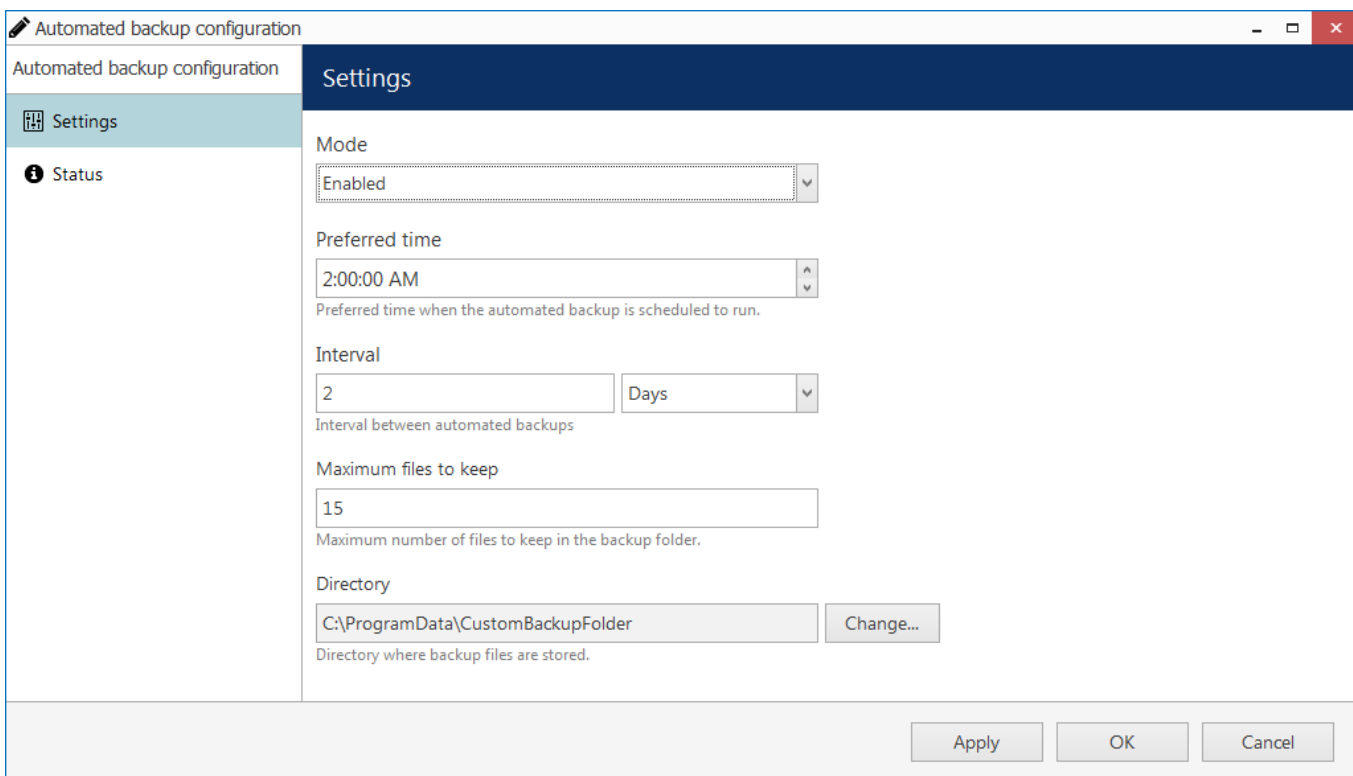 Automated backup configuration
Automated backup configuration
Settings
Settings
Status
Mode
Enabled
Preferred time
2:00:00 AM
Preferred time when the automated backup is scheduled to run.
Interval
2 Days
Interval between automated backups
Maximum files to keep
15
Maximum number of files to keep in the backup folder.
Directory
C:\ProgramData\CustomBackupFolder Change...
Directory where backup files are stored.
Apply OK Cancel